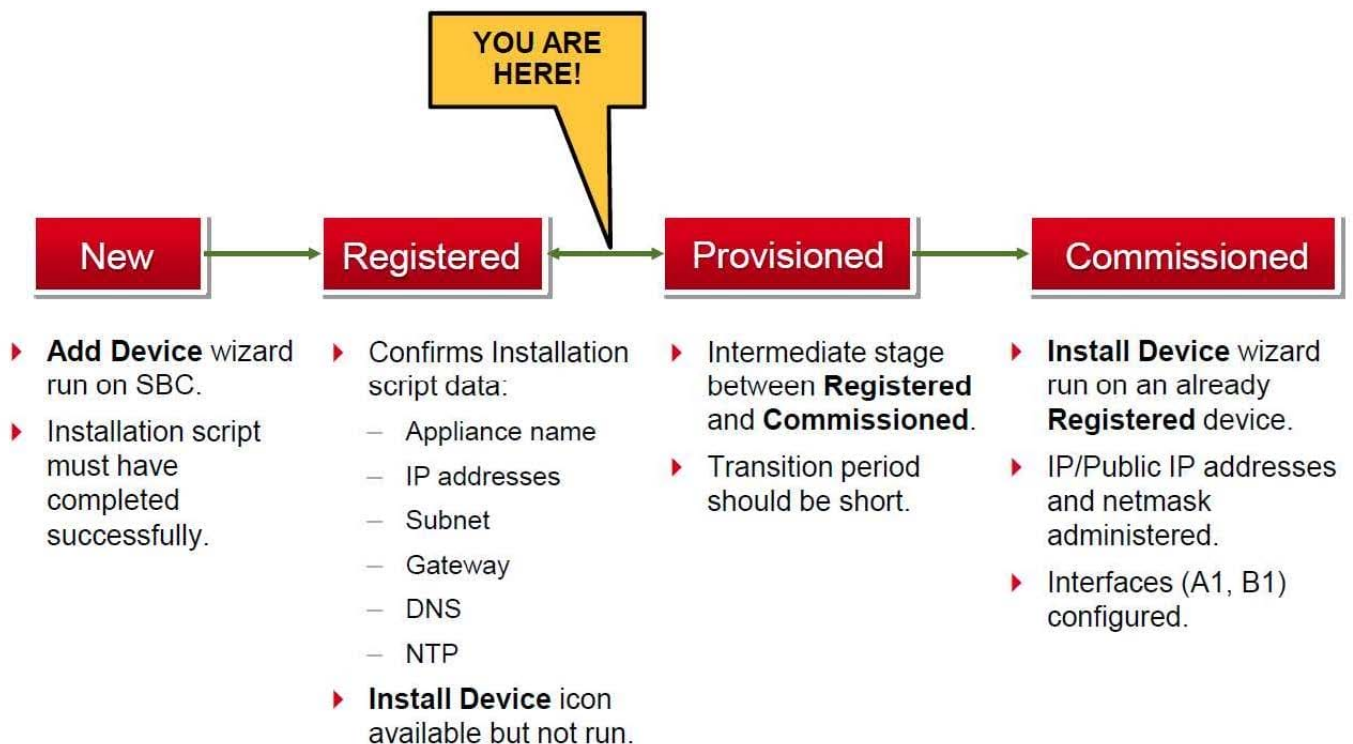 YOU ARE
HERE!
New
Registered
Provisioned
Commissioned
Add Device wizard
run on SBC.
Installation script
must have
completed
successfully.
Confirms Installation
script data:
– Appliance name
– IP addresses
– Subnet
– Gateway
– DNS
– NTP
Install Device icon
available but not run.
Intermediate stage
between Registered
and Commissioned.
Transition period
should be short.
Install Device wizard
run on an already
Registered device.
IP/Public IP addresses
and netmask
administered.
Interfaces (A1, B1)
configured.